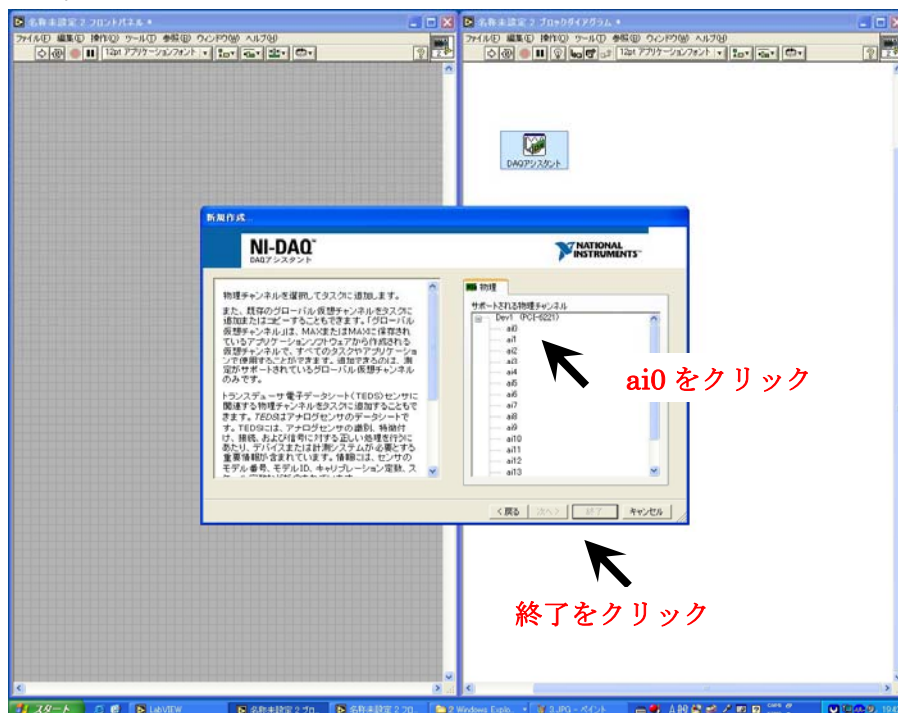 名称未設定 2 フロントパネル *
ファイル(F) 編集(E) 操作(O) ツール(T) 参照(B) ウィンドウ(W) ヘルプ(H)
12pt アプリケーションフォント
名称未設定 2 ブロックダイアグラム *
ファイル(F) 編集(E) 操作(O) ツール(T) 参照(B) ウィンドウ(W) ヘルプ(H)
12pt アプリケーションフォント
DAQアシスタント
新規作成...
NI-DAQ™
DAQアシスタント
NATIONAL
INSTRUMENTS™
物理チャンネルを選択してタスクに追加します。
また、既存のグローバル仮想チャンネルをタスクに
追加またはコピーすることもできます。「グローバル
仮想チャンネル」は、MAXまたはMAXに保存され
ているアプリケーションソフトウェアから作成される
仮想チャンネルで、すべてのタスクやアプリケーショ
ンで使用することができます。追加できるのは、測
定がサポートされているグローバル仮想チャンネル
のみです。
トランスデューサ電子データシート(TEDS)センサに
関連する物理チャンネルをタスクに追加することもで
きます。TEDSはアナログセンサのデータシートで
す。TEDSには、アナログセンサの識別、特徴付
け、接続、および信号に対する正しい処理を行うに
あたり、デバイスまたは計測システムが必要とする
重要情報が含まれています。情報には、センサの
モデル番号、モデルID、キャリブレーション定数、ス
物理
サポートされる物理チャンネル
Dev1 (PCI-6221)
ai0
ai1
ai2
ai3
ai4
ai5
ai6
ai7
ai8
ai9
ai10
ai11
ai12
ai13
ai0 をクリック
< 戻る
次へ >
終了
キャンセル
終了をクリック
スタート
LabVIEW
名称未設定 2 フロ...
名称未設定 2 フロ...
2 Windows Explo...
3.JPG - ペイント